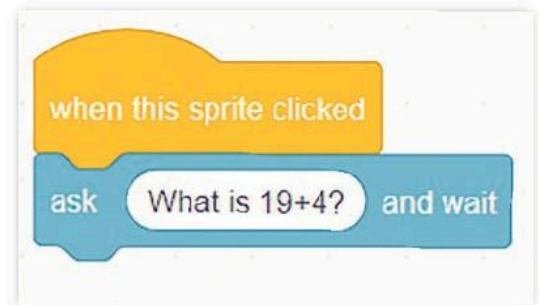 when this sprite clicked
ask What is 19+4? and wait